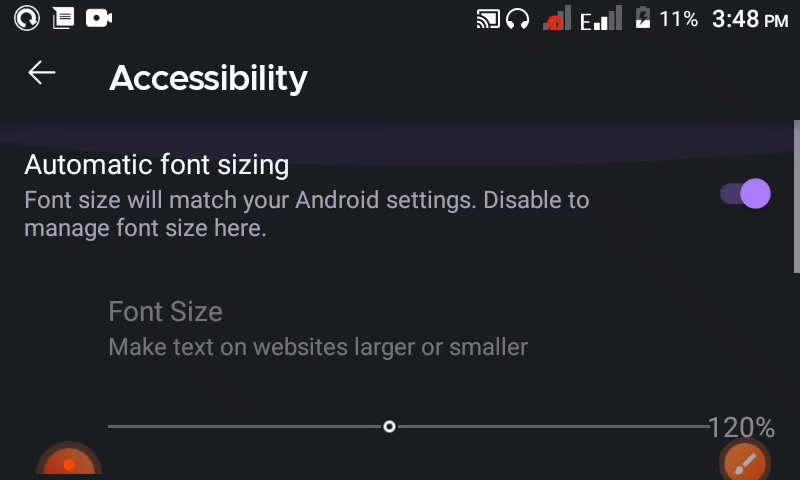 E 11% 3:48 PM
Accessibility
Automatic font sizing
Font size will match your Android settings. Disable to
manage font size here.
Font Size
Make text on websites larger or smaller
120%